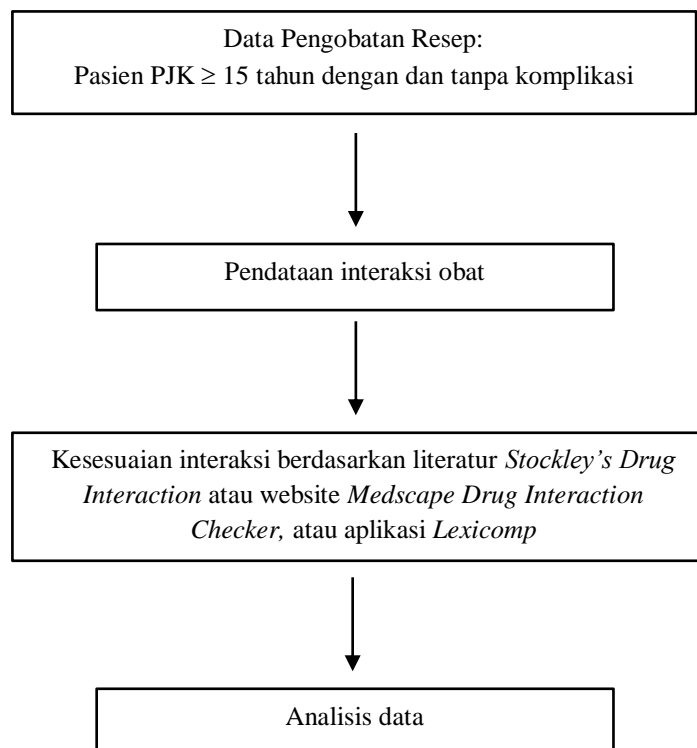 Data Pengobatan Resep:
Pasien PJK ≥ 15 tahun dengan dan tanpa komplikasi
Pendataan interaksi obat
Kesesuaian interaksi berdasarkan literatur Stockley’s Drug
Interaction atau website Medscape Drug Interaction
Checker, atau aplikasi Lexicomp
Analisis data